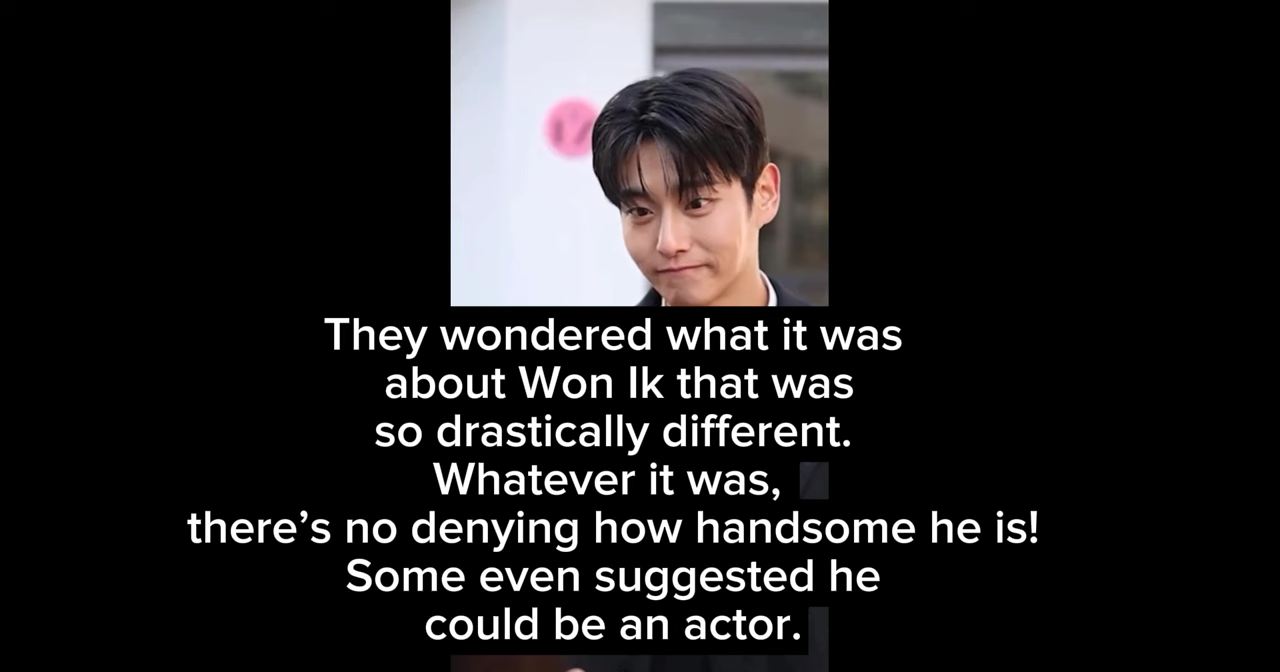 They wondered what it was
about Won Ik that was
so drastically different.
Whatever it was,
there’s no denying how handsome he is!
Some even suggested he
could be an actor.